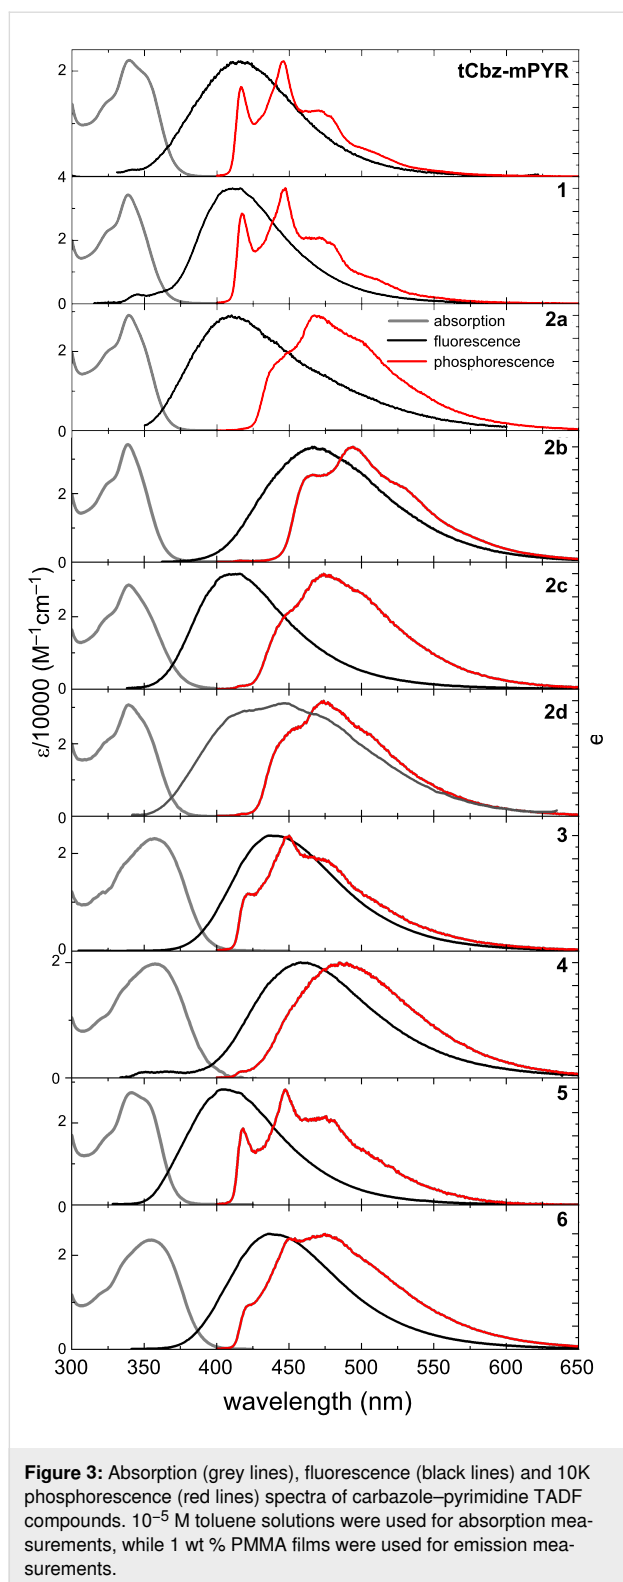 tCbz-mPYR
2
4
1
2
0
2a
absorption
fluorescence
phosphorescence
2
0
2b
2
0
2c
2
0
2d
2
0
3
2
0
2
4
0
5
2
0
6
2
0
300 350 400 450 500 550 600 650
wavelength (nm)
ε/10000 (M⁻¹cm⁻¹)
e
Figure 3: Absorption (grey lines), fluorescence (black lines) and 10K
phosphorescence (red lines) spectra of carbazole–pyrimidine TADF
compounds. 10⁻⁵ M toluene solutions were used for absorption mea-
surements, while 1 wt % PMMA films were used for emission mea-
surements.